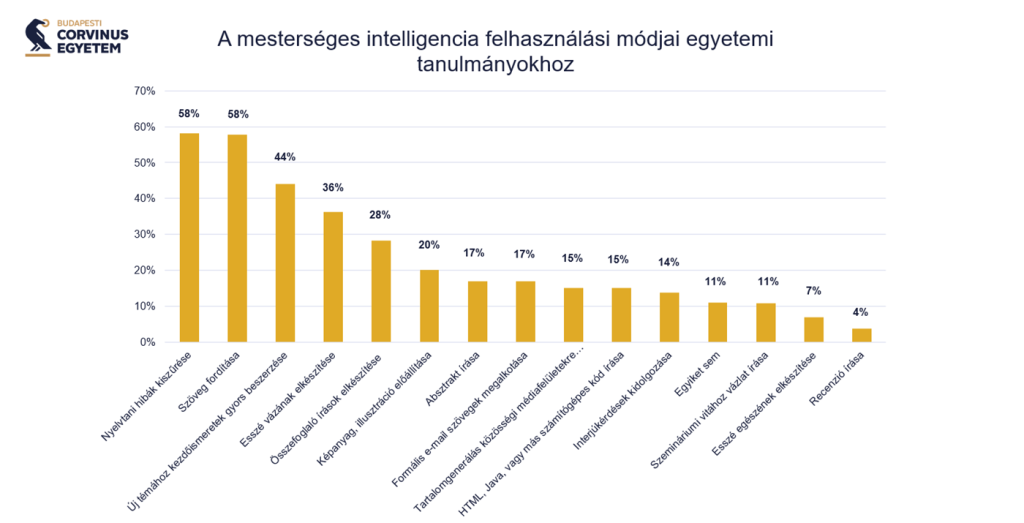 BUDAPESTI
CORVINUS
EGYETEM
A mesterséges intelligencia felhasználási módjai egyetemi
tanulmányokhoz
70%
60%
50%
40%
30%
20%
10%
0%
58%
58%
44%
36%
28%
20%
17%
17%
15%
15%
14%
11%
11%
7%
4%
Nyelvtani hibák kiszűrése
Szöveg fordítása
Új témához kezdőismeretek gyors beszerzése
Esszé vázának elkészítése
Összefoglaló írások elkészítése
Képanyag, illusztráció előállítása
Absztrakt írása
Formális e-mail szövegek megalkotása
Tartalomgenerálás közösségi médiafelületekre…
HTML, Java, vagy más számítógépes kód írása
Interjúkérdések kidolgozása
Egyiket sem
Szemináriumi vitához vázlat írása
Esszé egészének elkészítése
Recenzió írása